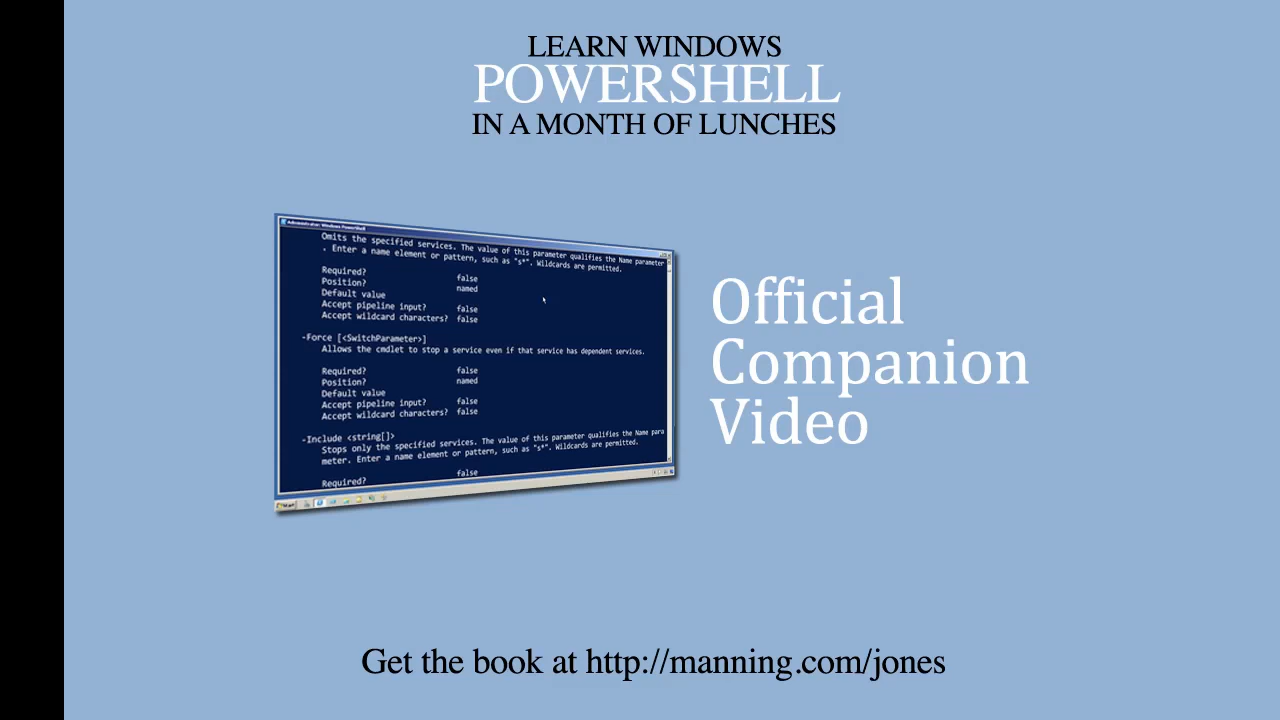 LEARN WINDOWS
POWERSHELL
IN A MONTH OF LUNCHES
Administrator: Windows PowerShell
Omits the specified services. The value of this parameter qualifies the Name parameter
. Enter a name element or pattern, such as "s*". Wildcards are permitted.
Required? false
Position? named
Default value
Accept pipeline input? false
Accept wildcard characters? false
-Force [<SwitchParameter>]
Allows the cmdlet to stop a service even if that service has dependent services.
Required? false
Position? named
Default value
Accept pipeline input? false
Accept wildcard characters? false
-Include <string[]>
Stops only the specified services. The value of this parameter qualifies the Name para
meter. Enter a name element or pattern, such as "s*". Wildcards are permitted.
Required? false
Start
Official
Companion
Video
Get the book at http://manning.com/jones